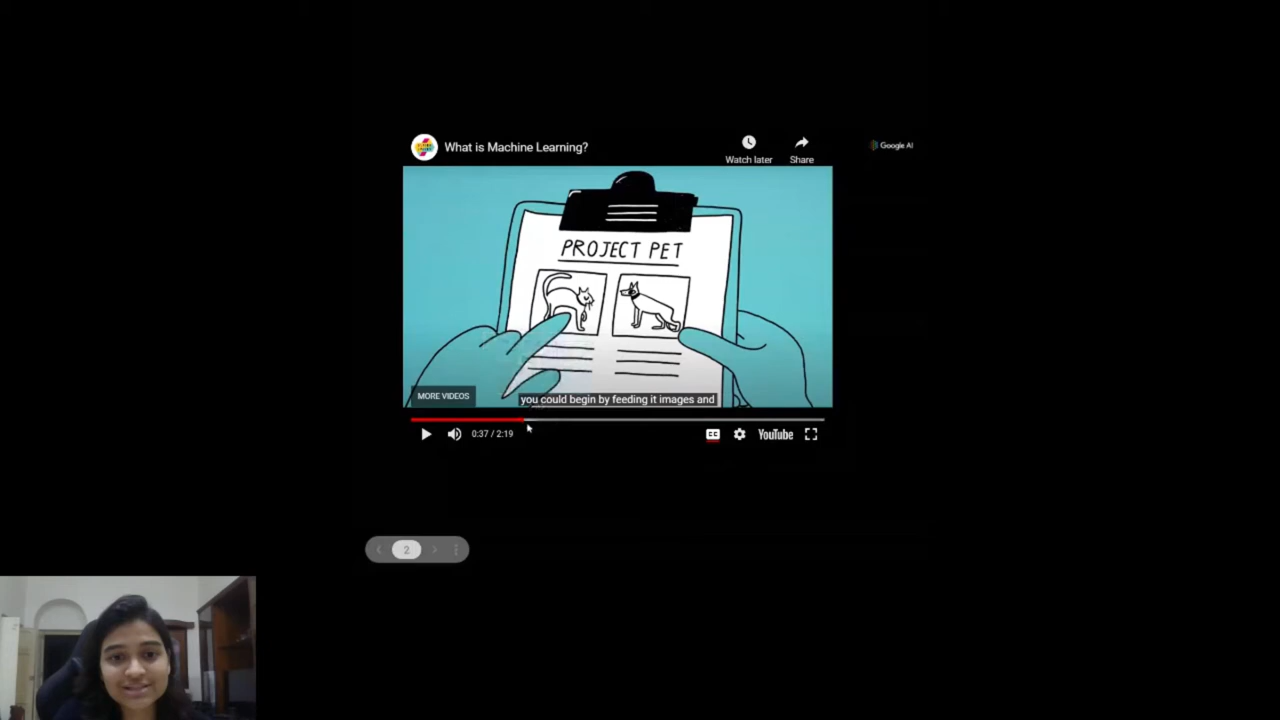 What is Machine Learning?
Watch later
Share
Google AI
PROJECT PET
MORE VIDEOS
you could begin by feeding it images and
0:37 / 2:19
CC
YouTube
2